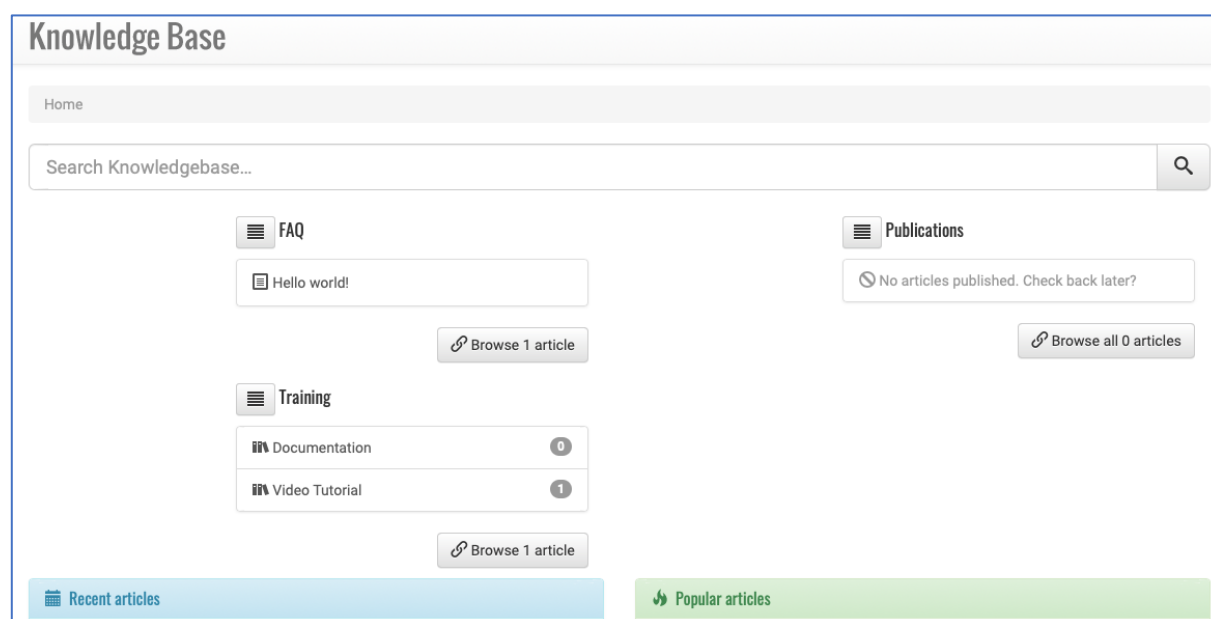 Knowledge Base
Home
Search Knowledgebase...
FAQ
Hello world!
Browse 1 article
Publications
No articles published. Check back later?
Browse all 0 articles
Training
Documentation 0
Video Tutorial 1
Browse 1 article
Recent articles
Popular articles